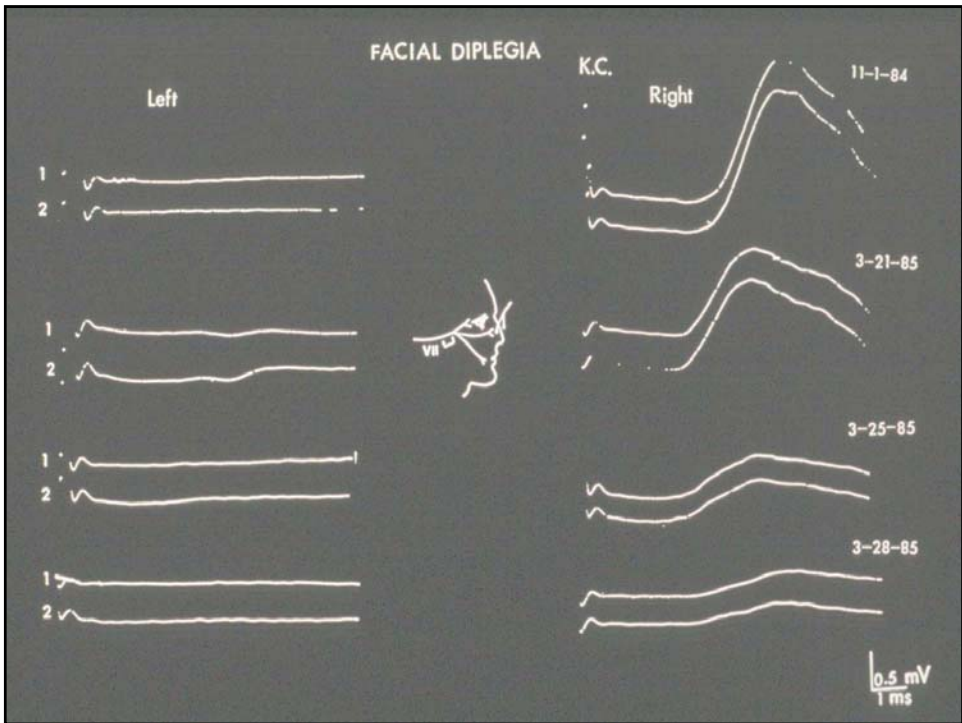 FACIAL DIPLEGIA
K.C.
Left
Right
11-1-84
1
2
3-21-85
1
2
VII
3-25-85
1
2
3-28-85
1
2
0.5 mV
1 ms